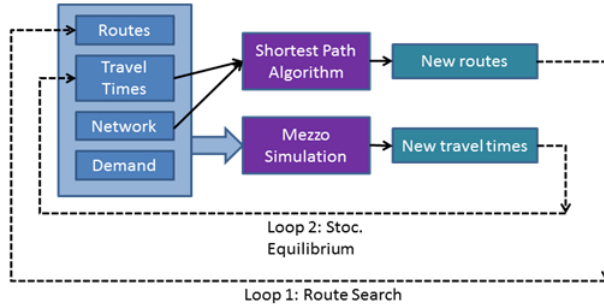 Routes
Travel
Times
Network
Demand
Shortest Path
Algorithm
New routes
Mezzo
Simulation
New travel times
Loop 2: Stoc.
Equilibrium
Loop 1: Route Search